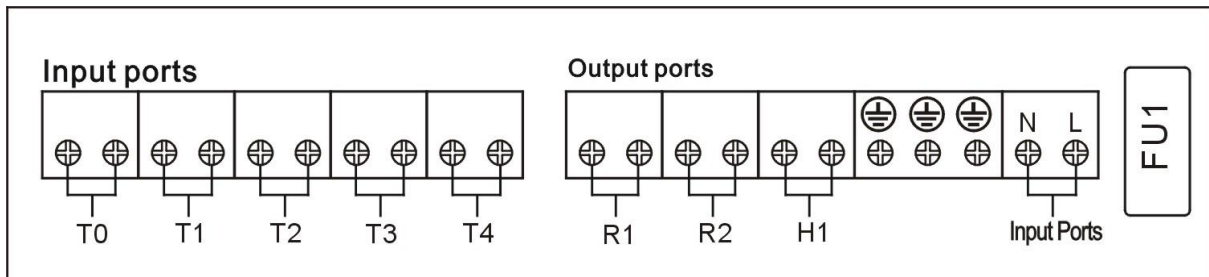 Input ports
Output ports
N L
T0 T1 T2 T3 T4
R1 R2 H1
Input Ports
FU1